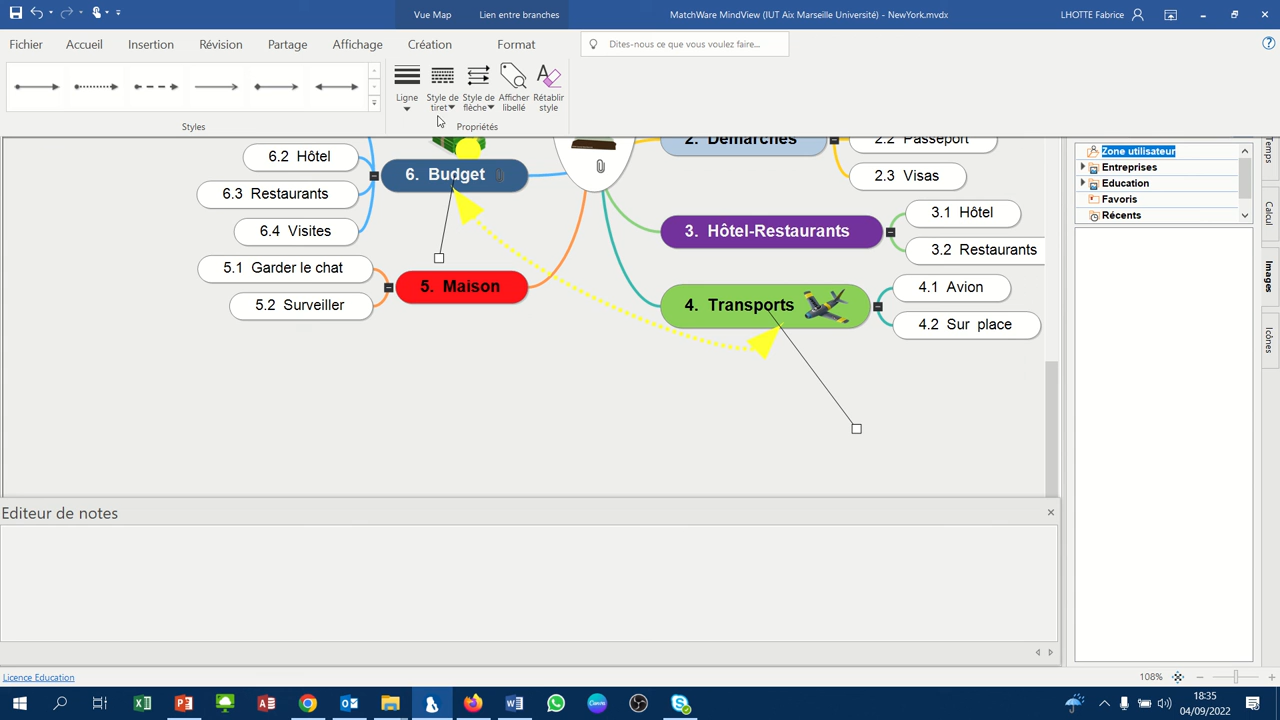 Vue Map
Lien entre branches
MatchWare MindView (IUT Aix Marseille Université) - NewYork.mvdx
LHOTTE Fabrice
Fichier
Accueil
Insertion
Révision
Partage
Affichage
Création
Format
Dites-nous ce que vous voulez faire...
Ligne
Style de
tiret
Style de
flèche
Afficher
libellé
Rétablir
style
Styles
Propriétés
6.2 Hôtel
6. Budget
6.3 Restaurants
6.4 Visites
5.1 Garder le chat
5. Maison
5.2 Surveiller
2. Démarches
2.2 Passeport
2.3 Visas
3.1 Hôtel
3. Hôtel-Restaurants
3.2 Restaurants
4.1 Avion
4. Transports
4.2 Sur place
Zone utilisateur
Entreprises
Education
Favoris
Récents
Temps
Calcul
Images
Icônes
Editeur de notes
Licence Education
108%
18:35
04/09/2022